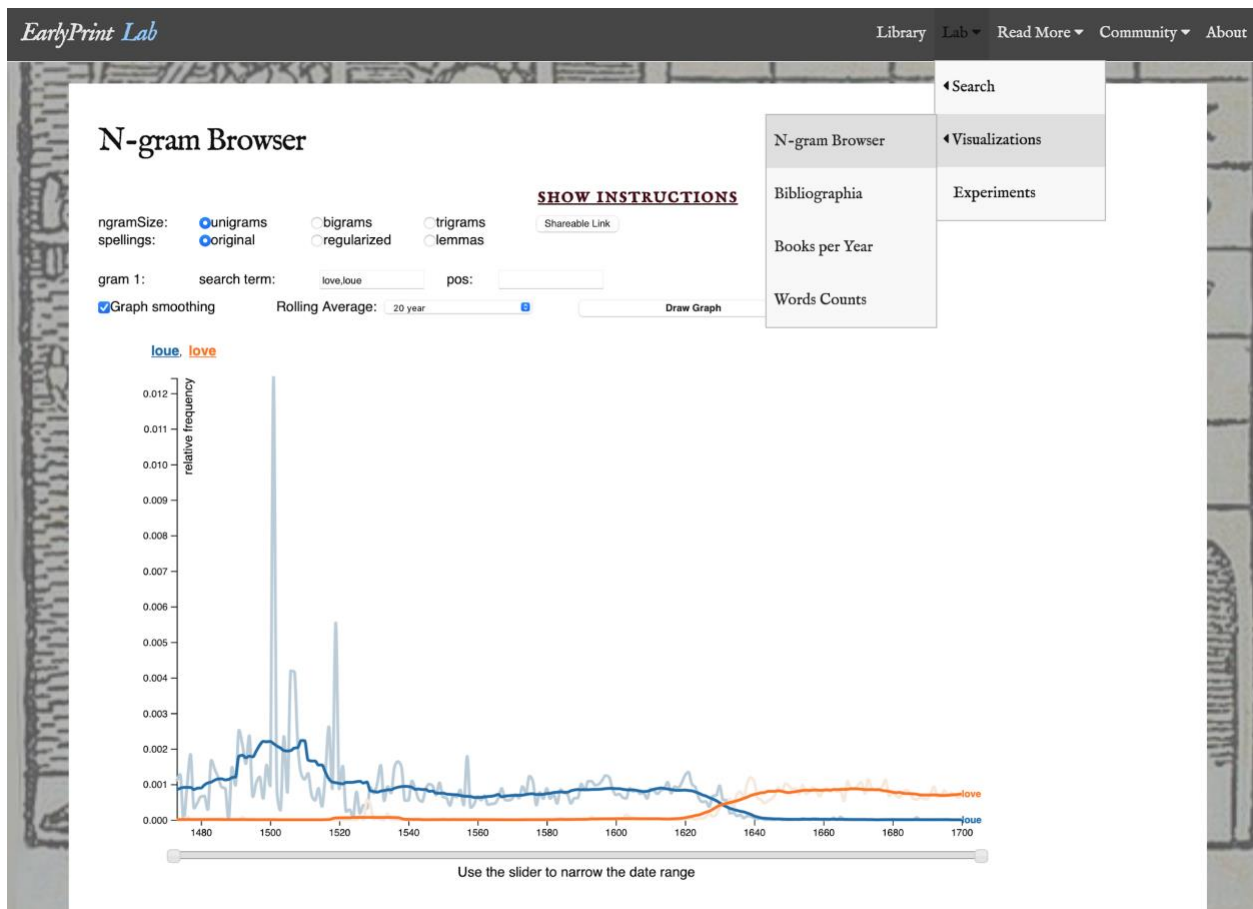 EarlyPrint Lab
Library Lab Read More Community About
Search
N-gram Browser
N-gram Browser
Visualizations
SHOW INSTRUCTIONS
Bibliographia
Experiments
ngramSize: unigrams bigrams trigrams Shareable Link
spellings: original regularized lemmas
Books per Year
gram 1: search term: love,loue pos:
Words Counts
Graph smoothing Rolling Average: 20 year Draw Graph
loue, love
relative frequency
0.012
0.011
0.010
0.009
0.008
0.007
0.006
0.005
0.004
0.003
0.002
0.001
0.000
love
loue
1480 1500 1520 1540 1560 1580 1600 1620 1640 1660 1680 1700
Use the slider to narrow the date range